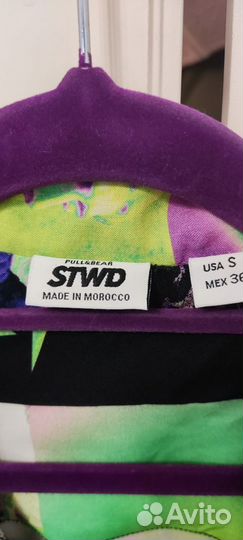 PULL&BEAR
STWD
MADE IN MOROCCO
USA S
MEX 36
Avito